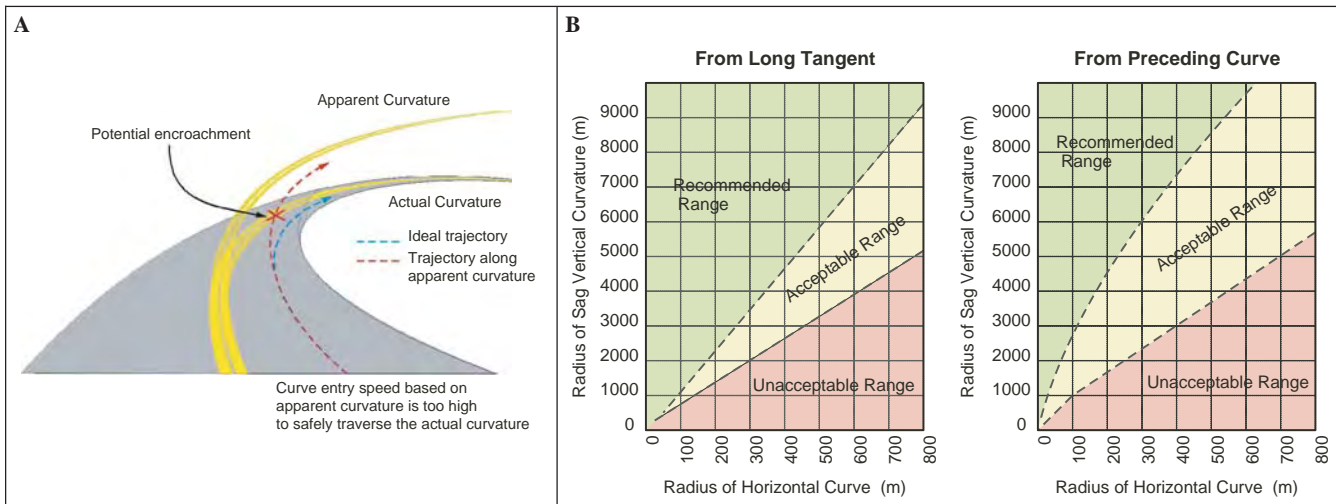 A
Apparent Curvature
Potential encroachment
Actual Curvature
Ideal trajectory
Trajectory along
apparent curvature
Curve entry speed based on
apparent curvature is too high
to safely traverse the actual curvature
B
From Long Tangent
Radius of Sag Vertical Curvature (m)
9000
8000
7000
6000
5000
4000
3000
2000
1000
0
Recommended
Range
Acceptable Range
Unacceptable Range
0
100
200
300
400
500
600
700
800
Radius of Horizontal Curve (m)
From Preceding Curve
Radius of Sag Vertical Curvature (m)
9000
8000
7000
6000
5000
4000
3000
2000
1000
0
Recommended
Range
Acceptable Range
Unacceptable Range
0
100
200
300
400
500
600
700
800
Radius of Horizontal Curve (m)